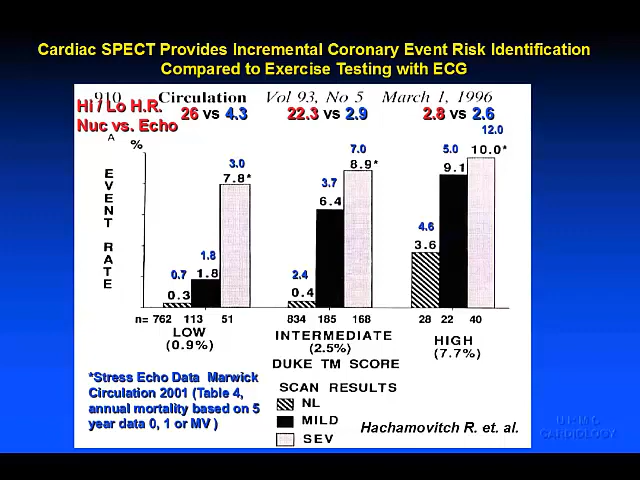 Cardiac SPECT Provides Incremental Coronary Event Risk Identification
Compared to Exercise Testing with ECG
910 Circulation Vol 93, No 5 March 1, 1996
Hi / Lo H.R. 26 vs 4.3 22.3 vs 2.9 2.8 vs 2.6
Nuc vs. Echo
A
%
EVENT RATE
0.7 1.8 3.0 2.4 3.7 7.0 4.6 5.0 12.0
0.3 1.8 7.8* 0.4 6.4 8.9* 3.6 9.1 10.0*
n= 762 113 51 834 185 168 28 22 40
LOW INTERMEDIATE HIGH
(0.9%) (2.5%) (7.7%)
DUKE TM SCORE
*Stress Echo Data Marwick
Circulation 2001 (Table 4,
annual mortality based on 5
year data 0, 1 or MV )
SCAN RESULTS
NL
MILD
SEV
Hachamovitch R. et. al.
CARDIOLOGY